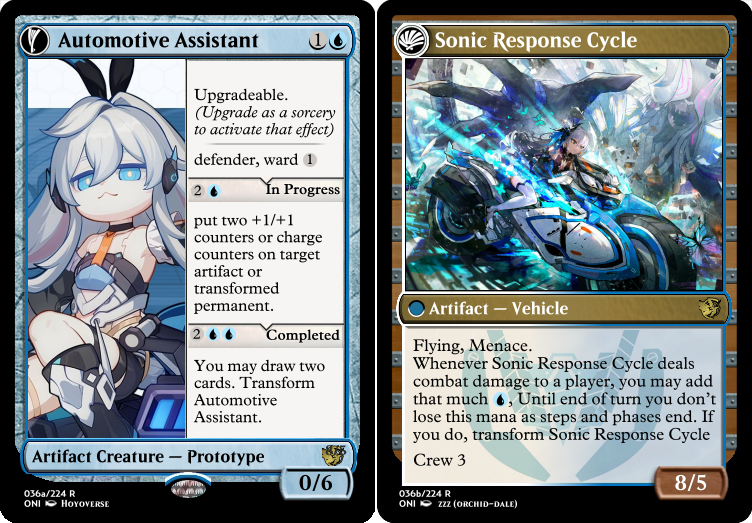 Automotive Assistant
1
Upgradeable.
(Upgrade as a sorcery
to activate that effect)
defender, ward 1
2 In Progress
put two +1/+1
counters or charge
counters on target
artifact or
transformed
permanent.
2 Completed
You may draw two
cards. Transform
Automotive
Assistant.
Artifact Creature — Prototype
0/6
036a/224 R
ONI HOYOVERSE
Sonic Response Cycle
Artifact — Vehicle
Flying, Menace.
Whenever Sonic Response Cycle deals
combat damage to a player, you may add
that much , Until end of turn you don't
lose this mana as steps and phases end. If
you do, transform Sonic Response Cycle
Crew 3
8/5
036b/224 R
ONI ZZZ (ORCHID-DALE)